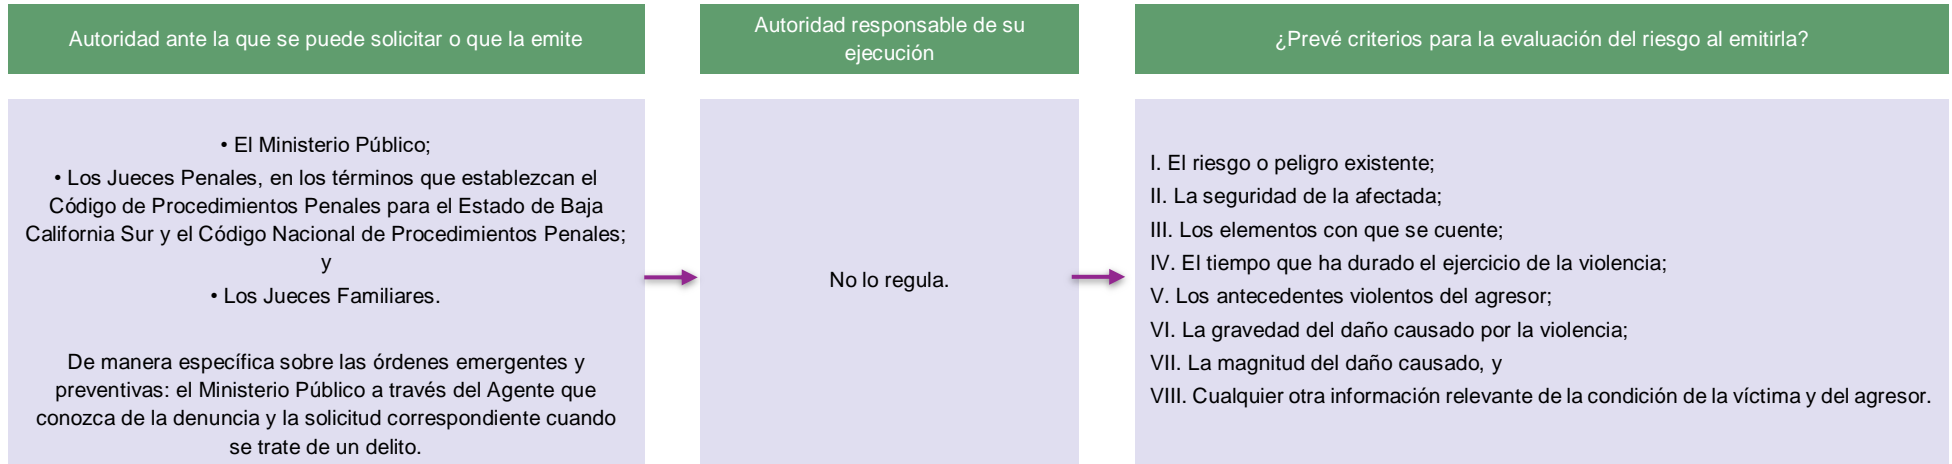 Autoridad ante la que se puede solicitar o que la emite
Autoridad responsable de su
ejecución
¿Prevé criterios para la evaluación del riesgo al emitirla?
• El Ministerio Público;
• Los Jueces Penales, en los términos que establezcan el
Código de Procedimientos Penales para el Estado de Baja
California Sur y el Código Nacional de Procedimientos Penales;
y
• Los Jueces Familiares.
De manera específica sobre las órdenes emergentes y
preventivas: el Ministerio Público a través del Agente que
conozca de la denuncia y la solicitud correspondiente cuando
se trate de un delito.
No lo regula.
I. El riesgo o peligro existente;
II. La seguridad de la afectada;
III. Los elementos con que se cuente;
IV. El tiempo que ha durado el ejercicio de la violencia;
V. Los antecedentes violentos del agresor;
VI. La gravedad del daño causado por la violencia;
VII. La magnitud del daño causado, y
VIII. Cualquier otra información relevante de la condición de la víctima y del agresor.